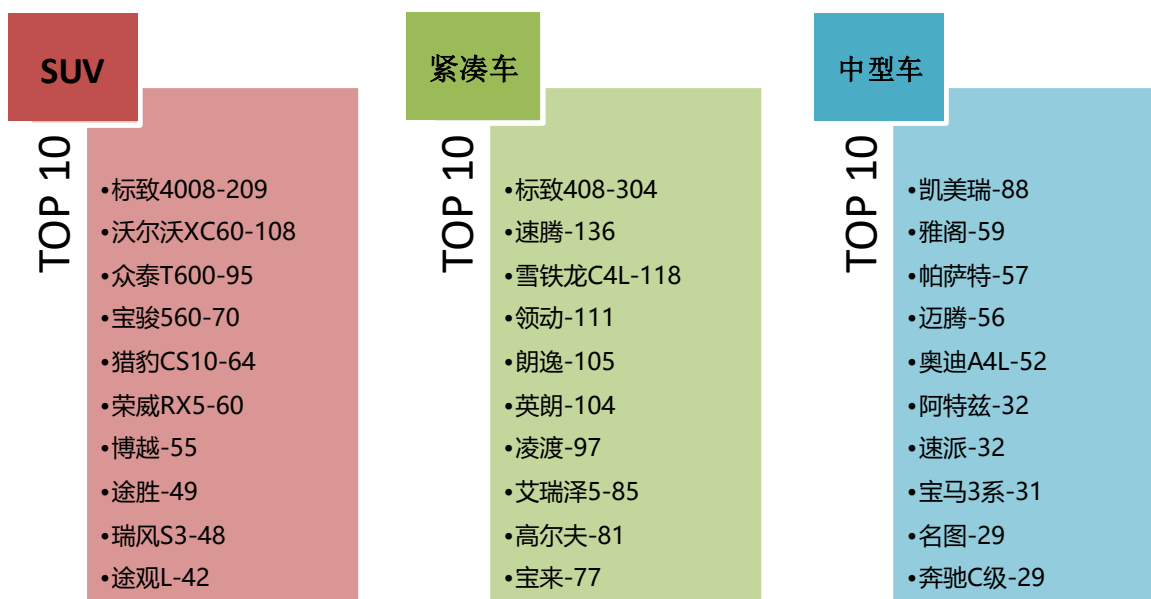 SUV
TOP 10
•标致4008-209
•沃尔沃XC60-108
•众泰T600-95
•宝骏560-70
•猎豹CS10-64
•荣威RX5-60
•博越-55
•途胜-49
•瑞风S3-48
•途观L-42
紧凑车
TOP 10
•标致408-304
•速腾-136
•雪铁龙C4L-118
•领动-111
•朗逸-105
•英朗-104
•凌渡-97
•艾瑞泽5-85
•高尔夫-81
•宝来-77
中型车
TOP 10
•凯美瑞-88
•雅阁-59
•帕萨特-57
•迈腾-56
•奥迪A4L-52
•阿特兹-32
•速派-32
•宝马3系-31
•名图-29
•奔驰C级-29